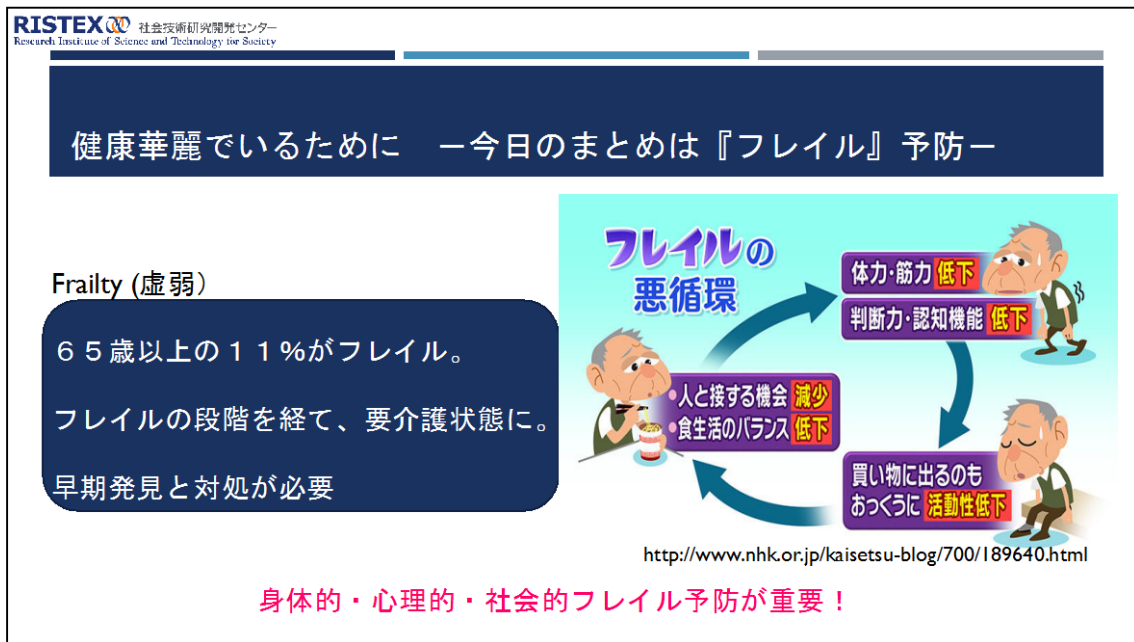 RISTEX 社会技術研究開発センター
Research Institute of Science and Technology for Society
健康華麗でいるために　－今日のまとめは『フレイル』予防－
Frailty (虚弱）
６５歳以上の１１%がフレイル。
フレイルの段階を経て、要介護状態に。
早期発見と対処が必要
フレイルの
悪循環
体力・筋力 低下
判断力・認知機能 低下
・人と接する機会 減少
・食生活のバランス 低下
買い物に出るのも
おっくうに 活動性低下
http://www.nhk.or.jp/kaisetsu-blog/700/189640.html
身体的・心理的・社会的フレイル予防が重要！